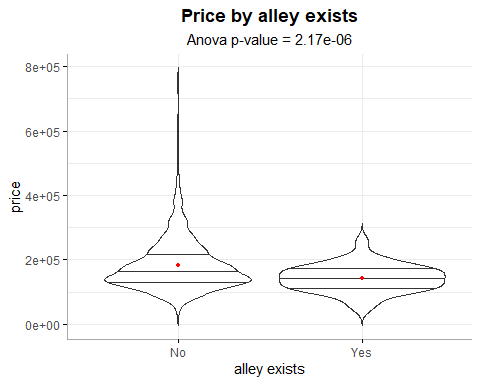 Price by alley exists
Anova p-value = 2.17e-06
price
8e+05
6e+05
4e+05
2e+05
0e+00
No
Yes
alley exists